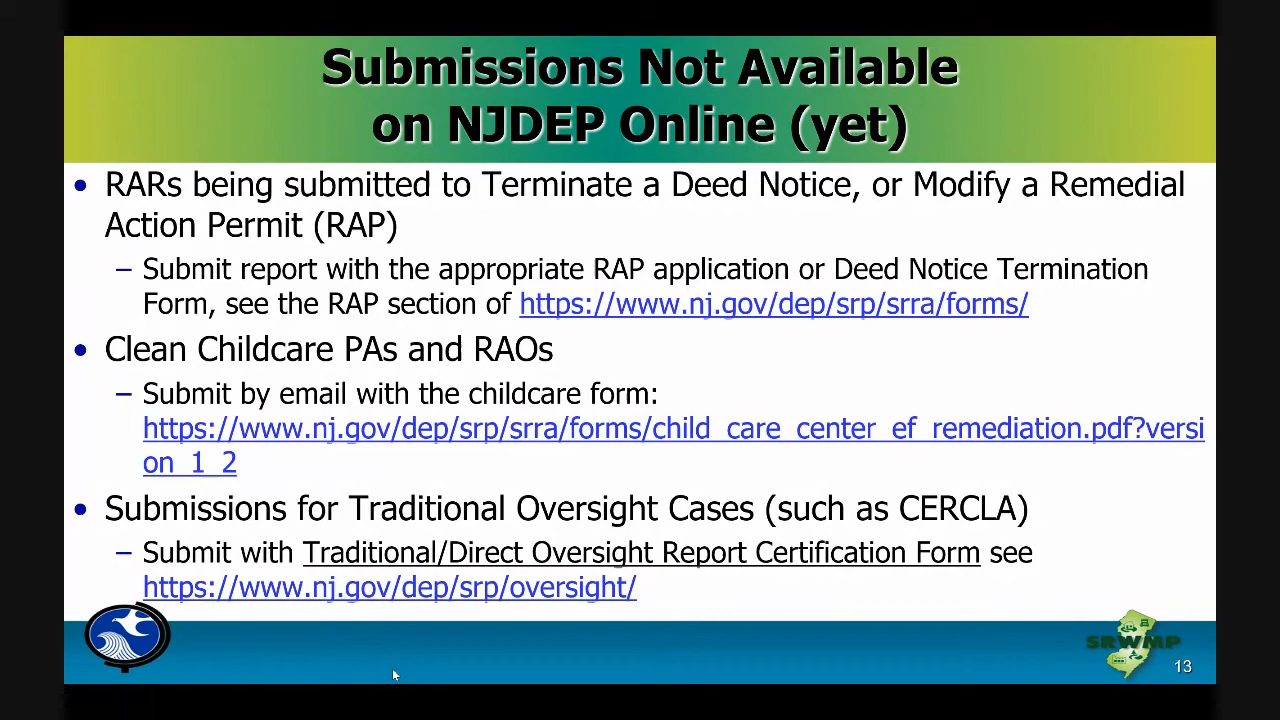 Submissions Not Available
on NJDEP Online (yet)
• RARs being submitted to Terminate a Deed Notice, or Modify a Remedial
Action Permit (RAP)
– Submit report with the appropriate RAP application or Deed Notice Termination
Form, see the RAP section of https://www.nj.gov/dep/srp/srra/forms/
• Clean Childcare PAs and RAOs
– Submit by email with the childcare form:
https://www.nj.gov/dep/srp/srra/forms/child_care_center_ef_remediation.pdf?versi
on_1_2
• Submissions for Traditional Oversight Cases (such as CERCLA)
– Submit with Traditional/Direct Oversight Report Certification Form see
https://www.nj.gov/dep/srp/oversight/
SRWMP
13